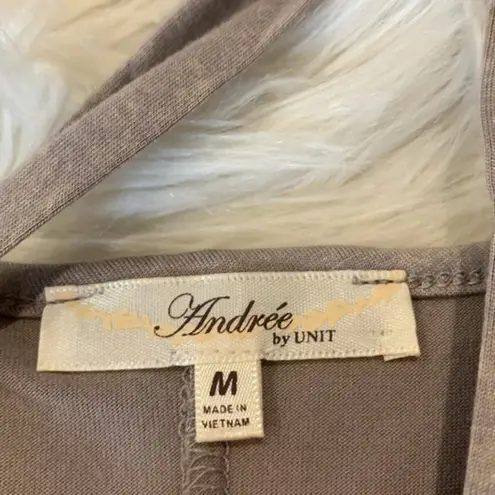 Andrée
by UNIT
M
MADE IN
VIETNAM